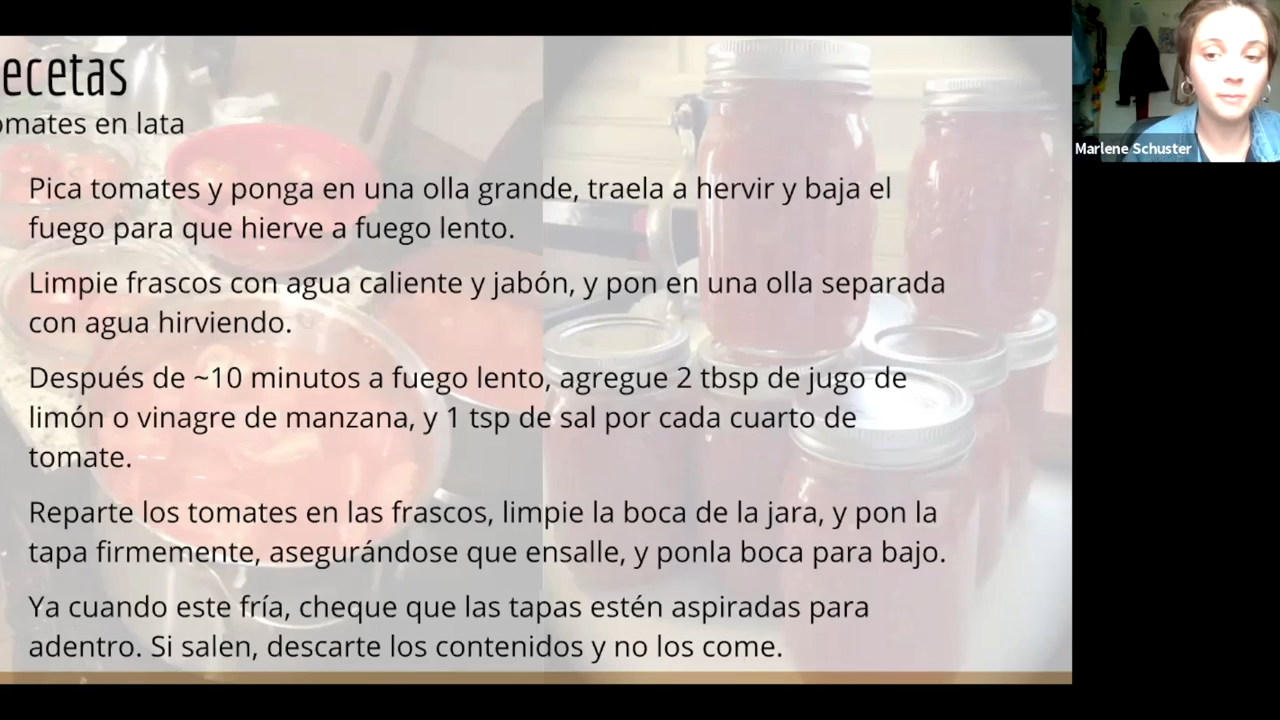 ecetas
omates en lata
Marlene Schuster
Pica tomates y ponga en una olla grande, traela a hervir y baja el
fuego para que hierve a fuego lento.
Limpie frascos con agua caliente y jabón, y pon en una olla separada
con agua hirviendo.
Después de ~10 minutos a fuego lento, agregue 2 tbsp de jugo de
limón o vinagre de manzana, y 1 tsp de sal por cada cuarto de
tomate.
Reparte los tomates en las frascos, limpie la boca de la jara, y pon la
tapa firmemente, asegurándose que ensalle, y ponla boca para bajo.
Ya cuando este fría, cheque que las tapas estén aspiradas para
adentro. Si salen, descarte los contenidos y no los come.